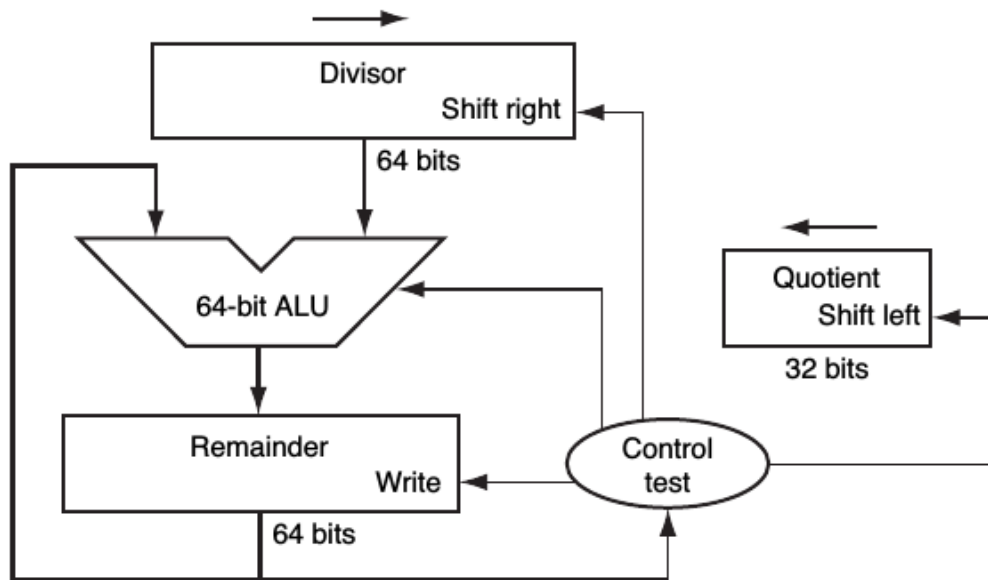 Divisor
Shift right
64 bits
64-bit ALU
Quotient
Shift left
32 bits
Remainder
Write
64 bits
Control
test